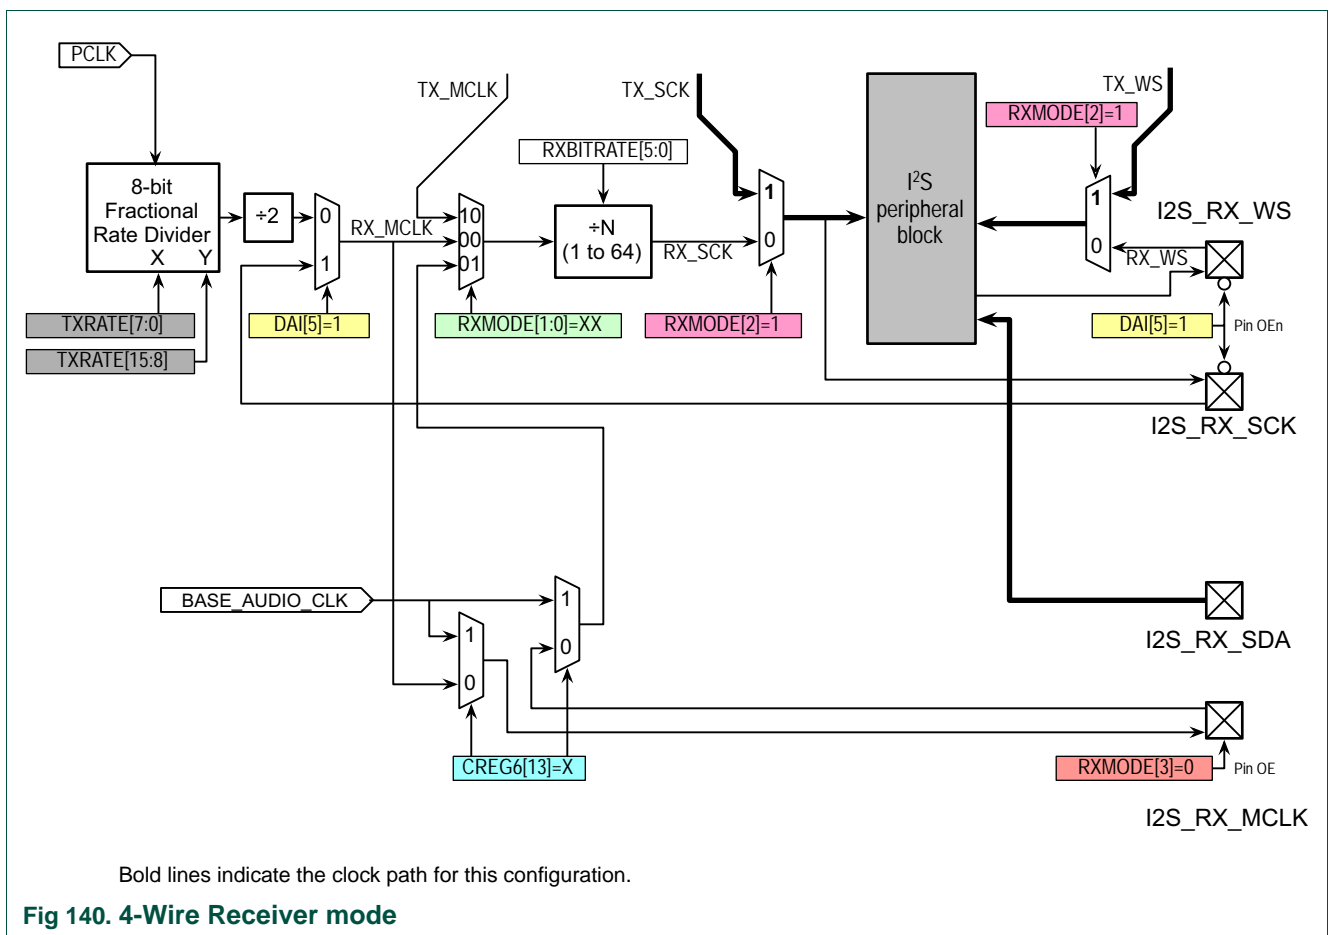 PCLK
TX_MCLK
TX_SCK
TX_WS
RXMODE[2]=1
RXBITRATE[5:0]
8-bit
Fractional
Rate Divider
X Y
÷2
0
1
RX_MCLK
10
00
01
÷N
(1 to 64)
RX_SCK
1
0
I²S
peripheral
block
1
0
RX_WS
I2S_RX_WS
TXRATE[7:0]
TXRATE[15:8]
DAI[5]=1
RXMODE[1:0]=XX
RXMODE[2]=1
DAI[5]=1
Pin OEn
I2S_RX_SCK
BASE_AUDIO_CLK
1
0
1
0
I2S_RX_SDA
CREG6[13]=X
RXMODE[3]=0
Pin OE
I2S_RX_MCLK
Bold lines indicate the clock path for this configuration.
Fig 140. 4-Wire Receiver mode